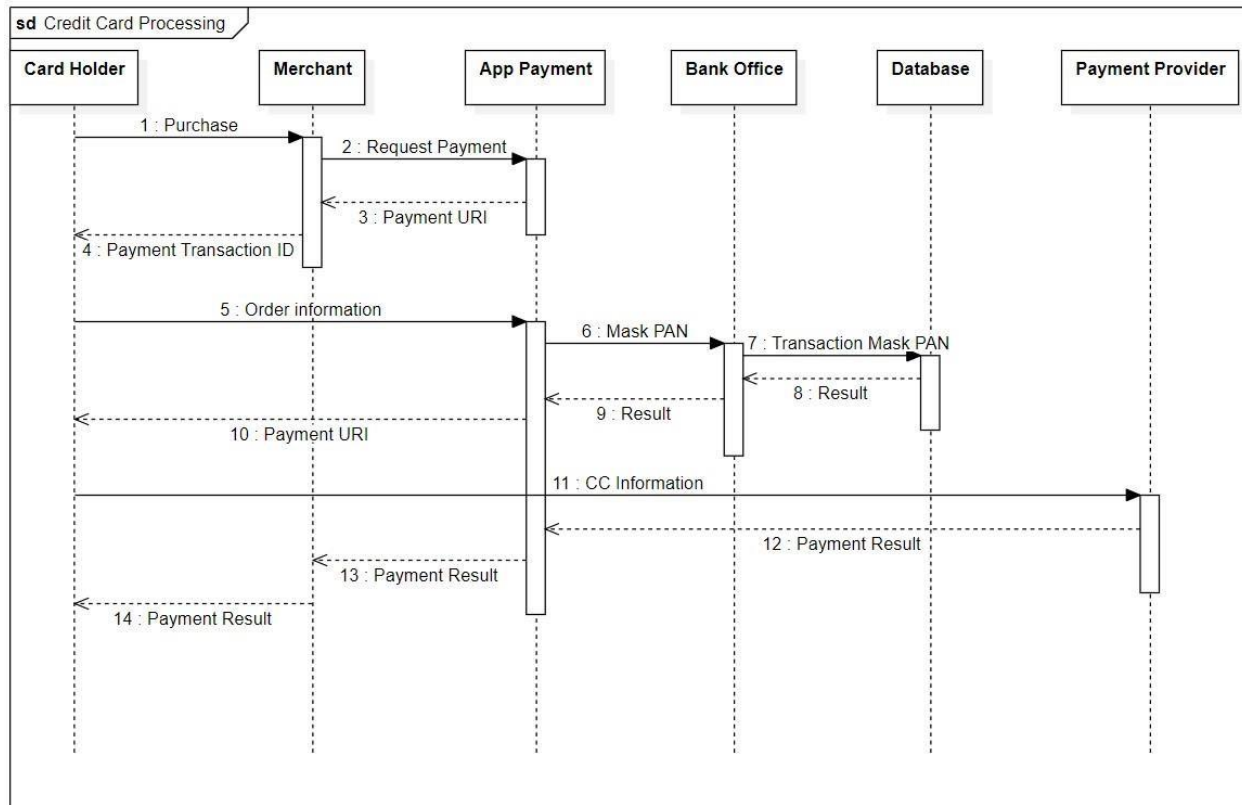 sd Credit Card Processing
Card Holder
Merchant
App Payment
Bank Office
Database
Payment Provider
1 : Purchase
2 : Request Payment
3 : Payment URI
4 : Payment Transaction ID
5 : Order information
6 : Mask PAN
7 : Transaction Mask PAN
8 : Result
9 : Result
10 : Payment URI
11 : CC Information
12 : Payment Result
13 : Payment Result
14 : Payment Result